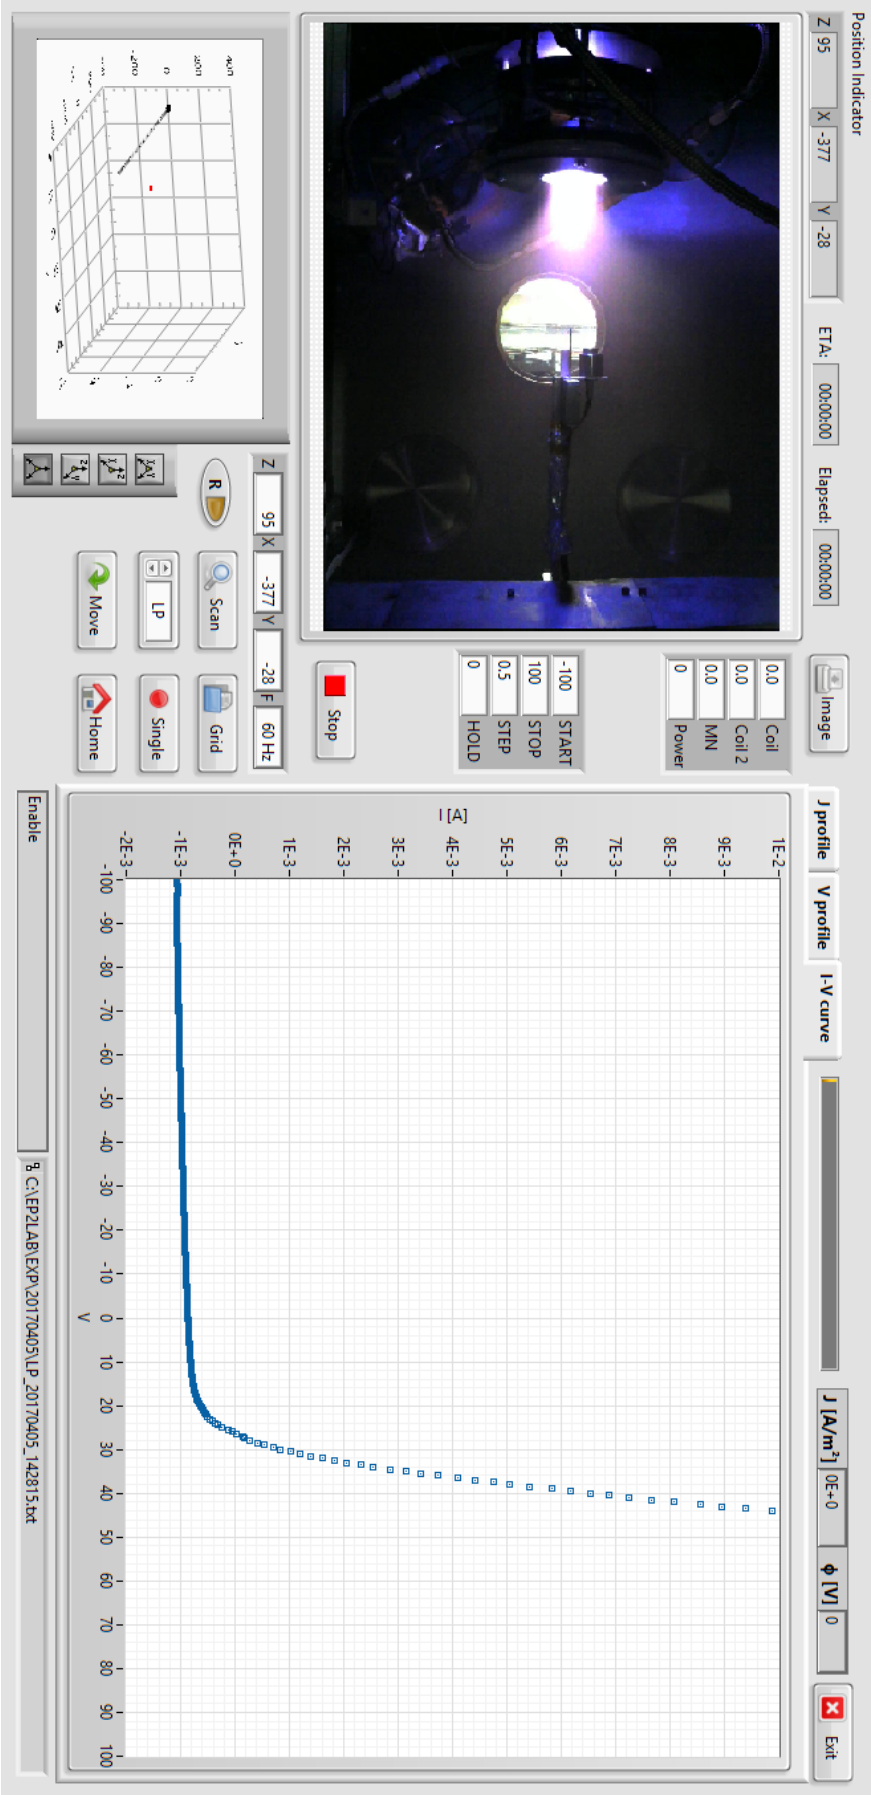 Position Indicator
Z 95 X -377 Y -28
ETA: 00:00:00 Elapsed: 00:00:00
Image
0.0 Coil
0.0 Coil 2
0.0 MN
0 Power
-100 START
100 STOP
0.5 STEP
0 HOLD
Stop
400
200
0
-200
Z X Y F
95 -377 -28 60 Hz
R
Scan Grid
LP Single
Move Home
J profile V profile I-V curve
J [A/m²] 0E+0 ϕ [V] 0
Exit
I [A]
1E-2
9E-3
8E-3
7E-3
6E-3
5E-3
4E-3
3E-3
2E-3
1E-3
0E+0
-1E-3
-2E-3
-100 -90 -80 -70 -60 -50 -40 -30 -20 -10 0 10 20 30 40 50 60 70 80 90 100
V
Enable
C:\EP2LAB\EXP\20170405\LP_20170405_142815.txt